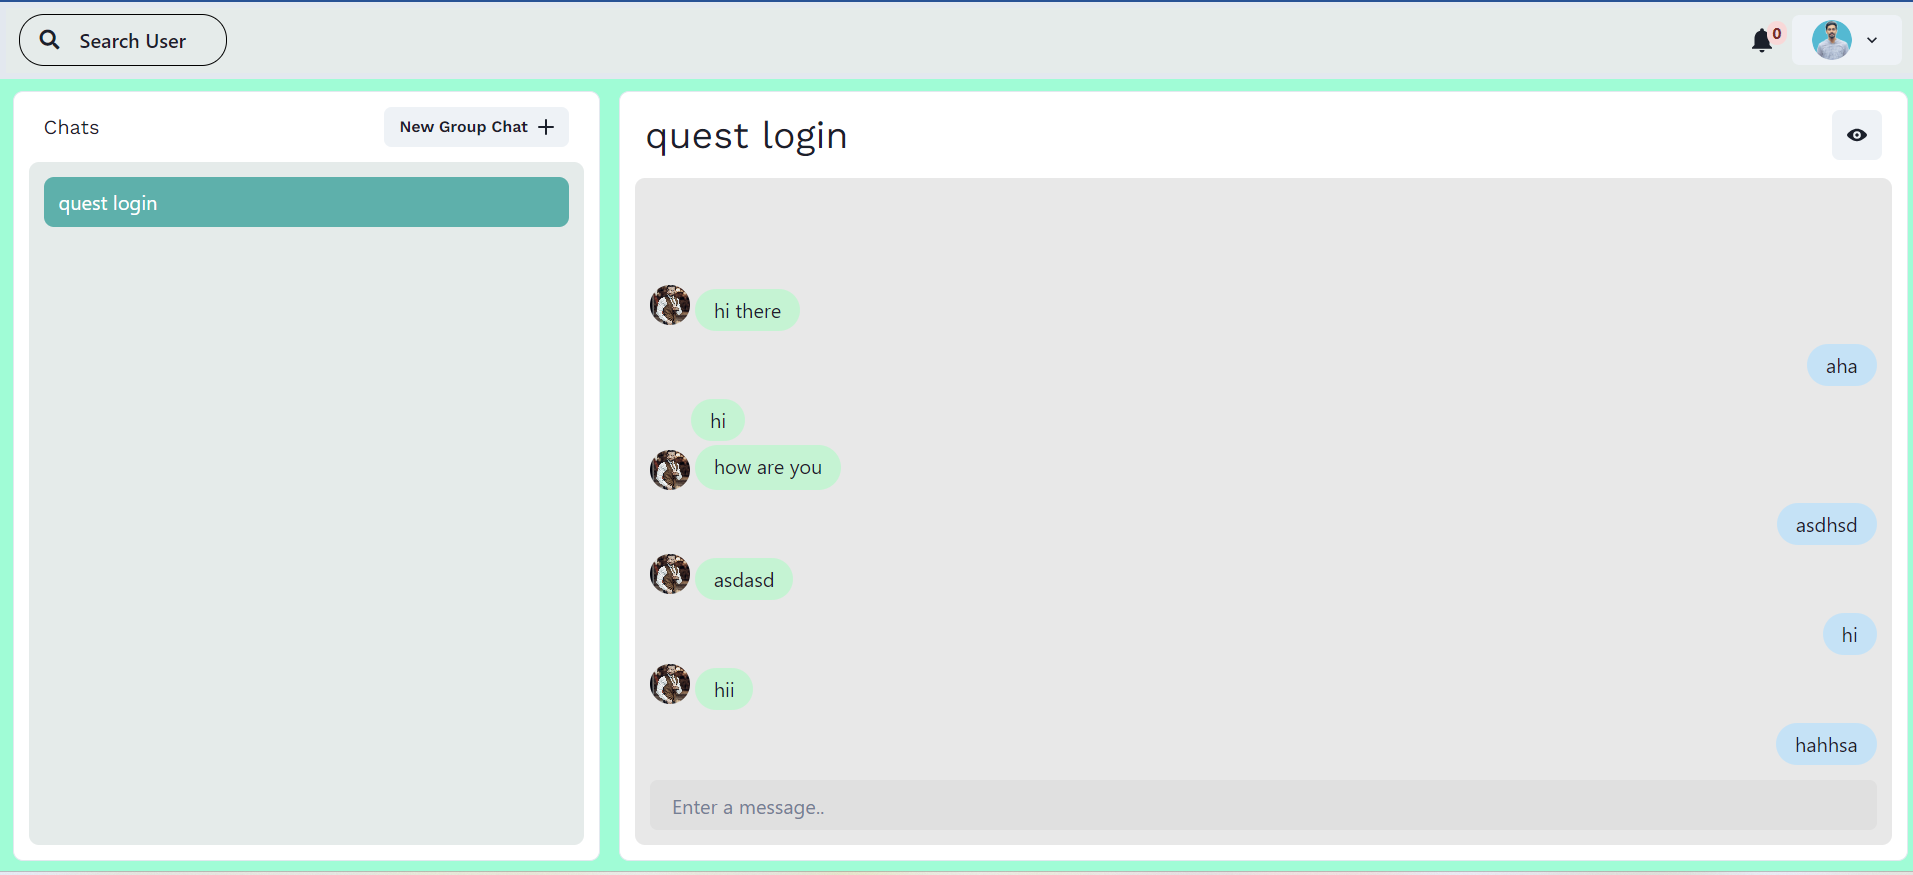 Search User
0
Chats
New Group Chat
quest login
quest login
hi there
aha
hi
how are you
asdhsd
asdasd
hi
hii
hahhsa
Enter a message..